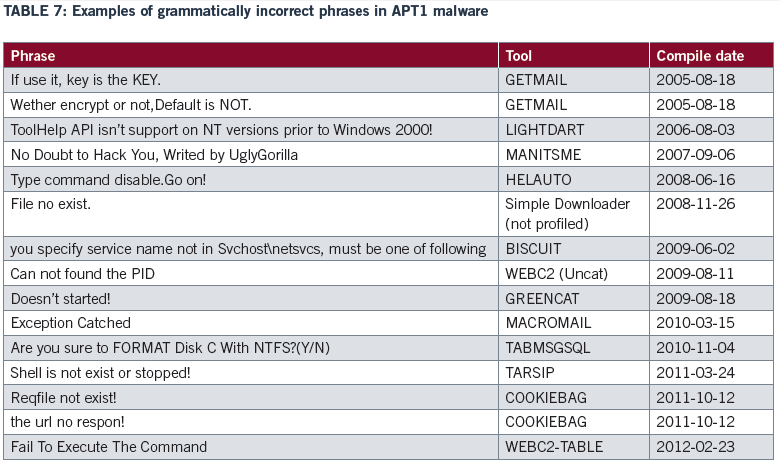 TABLE 7: Examples of grammatically incorrect phrases in APT1 malware
Phrase Tool Compile date
If use it, key is the KEY. GETMAIL 2005-08-18
Wether encrypt or not,Default is NOT. GETMAIL 2005-08-18
ToolHelp API isn't support on NT versions prior to Windows 2000! LIGHTDART 2006-08-03
No Doubt to Hack You, Writed by UglyGorilla MANITSME 2007-09-06
Type command disable.Go on! HELAUTO 2008-06-16
File no exist. Simple Downloader 2008-11-26
(not profiled)
you specify service name not in Svchost\netsvcs, must be one of following BISCUIT 2009-06-02
Can not found the PID WEBC2 (Uncat) 2009-08-11
Doesn't started! GREENCAT 2009-08-18
Exception Catched MACROMAIL 2010-03-15
Are you sure to FORMAT Disk C With NTFS?(Y/N) TABMSGSQL 2010-11-04
Shell is not exist or stopped! TARSIP 2011-03-24
Reqfile not exist! COOKIEBAG 2011-10-12
the url no respon! COOKIEBAG 2011-10-12
Fail To Execute The Command WEBC2-TABLE 2012-02-23